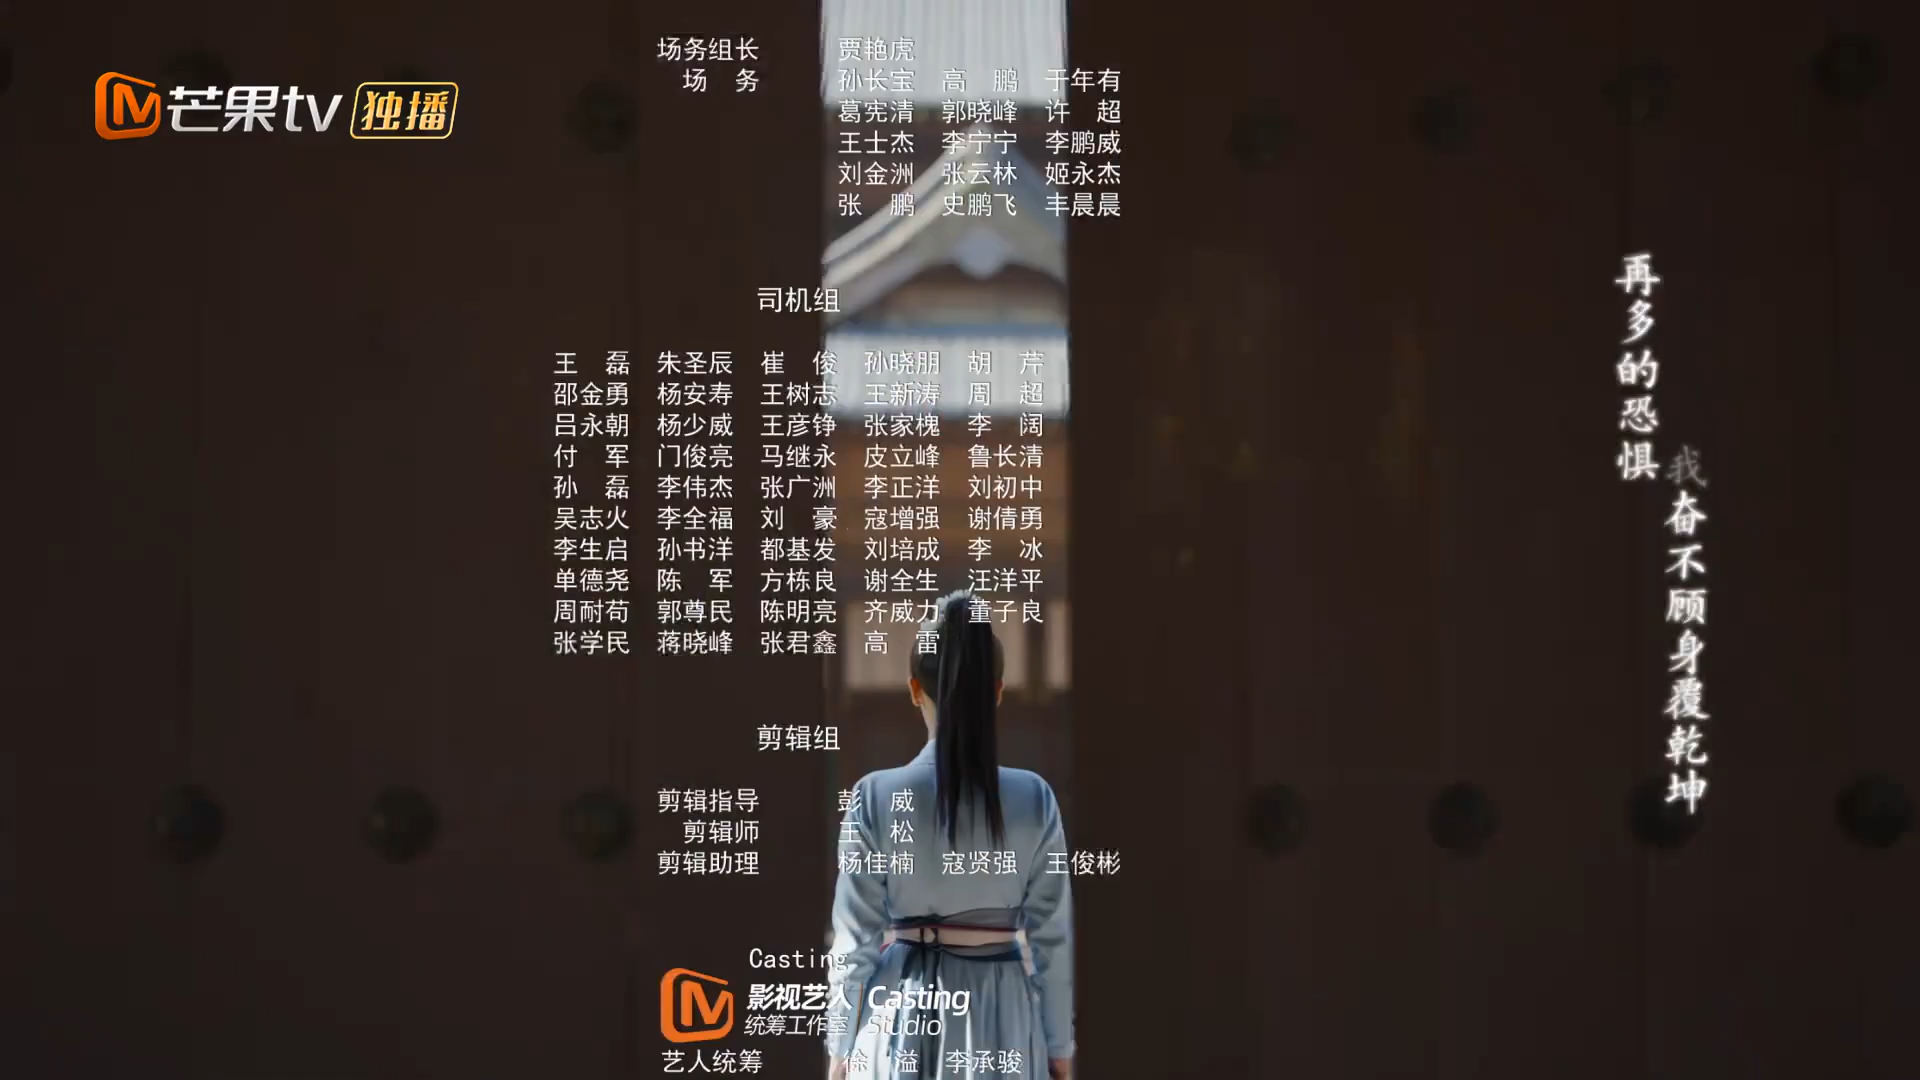 芒果tv 独播
场务组长 贾艳虎
场 务 孙长宝 高 鹏 于年有
葛宪清 郭晓峰 许 超
王士杰 李宁宁 李鹏威
刘金洲 张云林 姬永杰
张 鹏 史鹏飞 丰晨晨
司机组
王 磊 朱圣辰 崔 俊 孙晓朋 胡 芹
邵金勇 杨安寿 王树志 王新涛 周 超
吕永朝 杨少威 王彦铮 张家槐 李 阔
付 军 门俊亮 马继永 皮立峰 鲁长清
孙 磊 李伟杰 张广洲 李正洋 刘初中
吴志火 李全福 刘 豪 寇增强 谢倩勇
李生启 孙书洋 都基发 刘培成 李 冰
单德尧 陈 军 方栋良 谢全生 汪洋平
周耐苟 郭尊民 陈明亮 齐威力 董子良
张学民 蒋晓峰 张君鑫 高 雷
剪辑组
剪辑指导 彭 威
剪辑师 王 松
剪辑助理 杨佳楠 寇贤强 王俊彬
Casting
影视艺人 Casting
统筹工作室 Studio
艺人统筹 徐 溢 李承骏
再多的恐惧
我奋不顾身覆乾坤